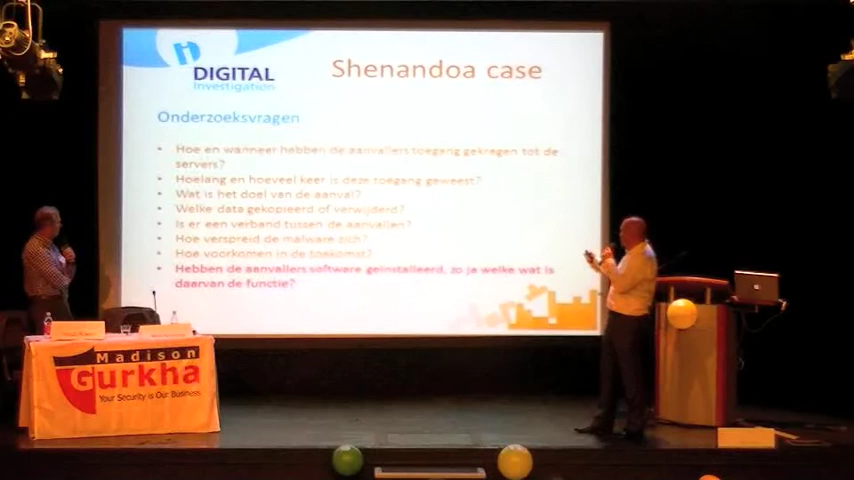 DIGITAL
investigation
Shenandoa case
Onderzoeksvragen
• Hoe en wanneer hebben de aanvallers toegang gekregen tot de
servers?
• Hoelang en hoeveel keer is deze toegang geweest?
• Wat is het doel van de aanval?
• Welke data gekopieerd of verwijderd?
• Is er een verband tussen de aanvallen?
• Hoe verspreid de malware zich?
• Hoe voorkomen in de toekomst?
• Hebben de aanvallers software geïnstalleerd, zo ja welke wat is
daarvan de functie?
Madison
Gurkha
Your Security is Our Business